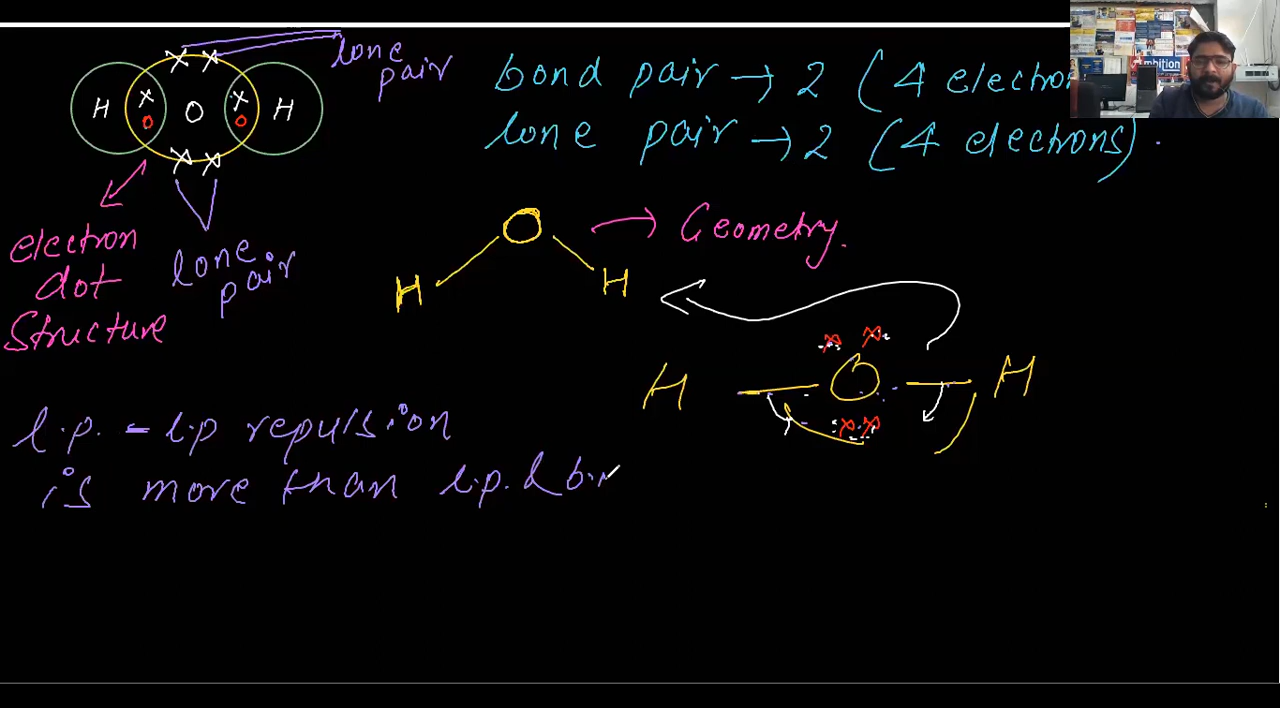 lone
pair
H
x
o
O
x
o
H
bond pair → 2 (4 electron
lone pair → 2 (4 electrons).
electron
dot
structure
lone
pair
O
H
H
→ Geometry.
H
O
H
l.p. - l.p repulsion
is more than l.p. & b.
Ambition